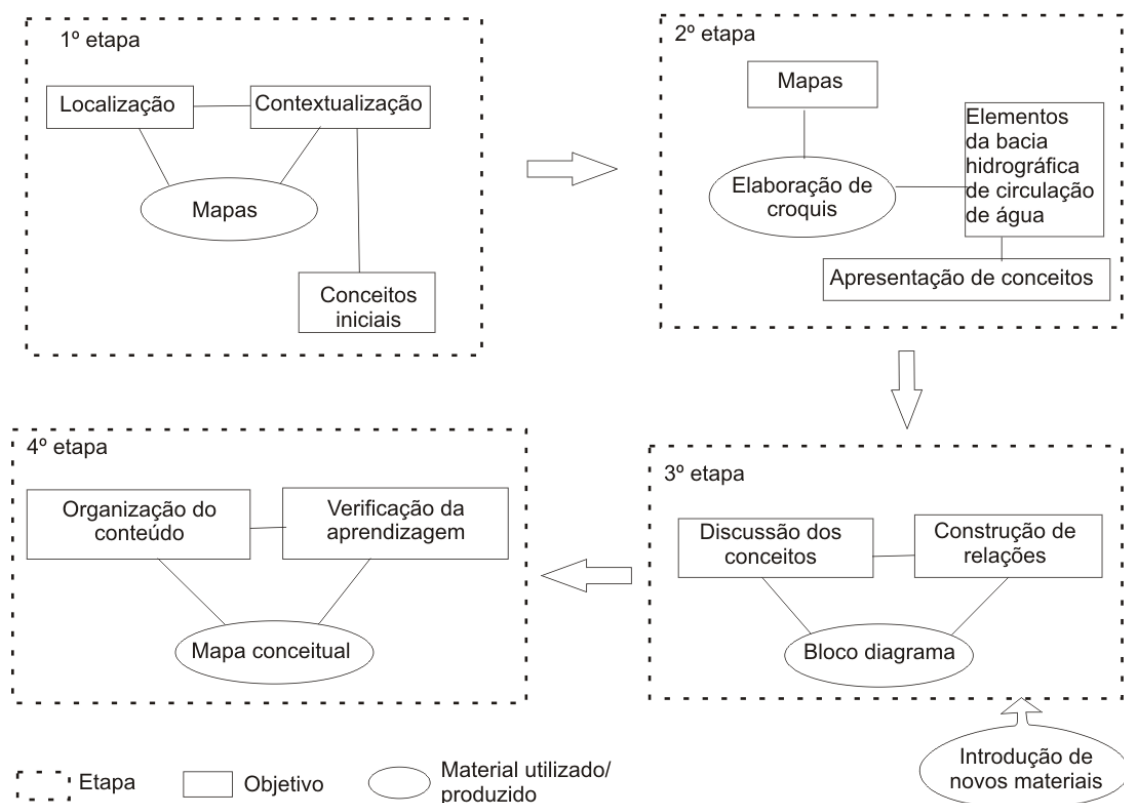 1º etapa
Localização
Contextualização
Mapas
Conceitos
iniciais
2º etapa
Mapas
Elaboração de
croquis
Elementos
da bacia
hidrográfica
de circulação
de água
Apresentação de conceitos
3º etapa
Discussão dos
conceitos
Construção de
relações
Bloco diagrama
Introdução de
novos materiais
4º etapa
Organização do
conteúdo
Verificação da
aprendizagem
Mapa conceitual
Etapa
Objetivo
Material utilizado/
produzido